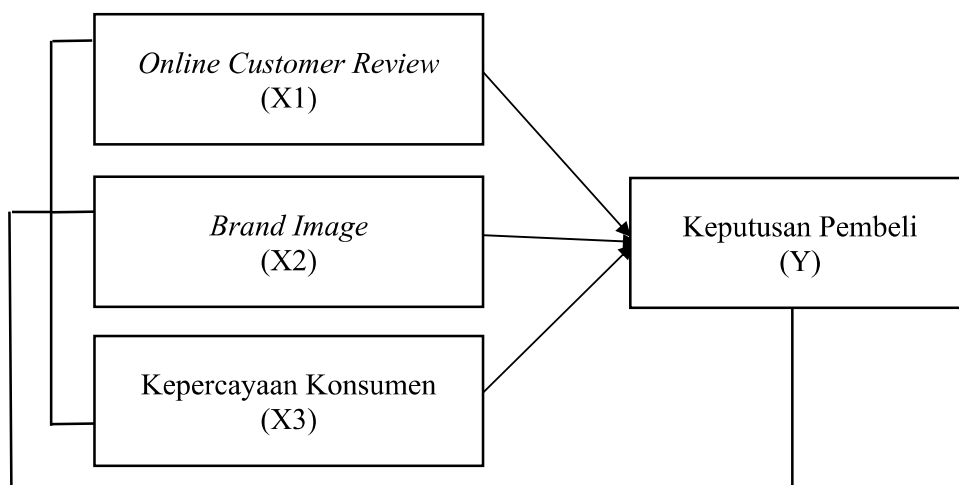 Online Customer Review
(X1)
Brand Image
(X2)
Kepercayaan Konsumen
(X3)
Keputusan Pembeli
(Y)